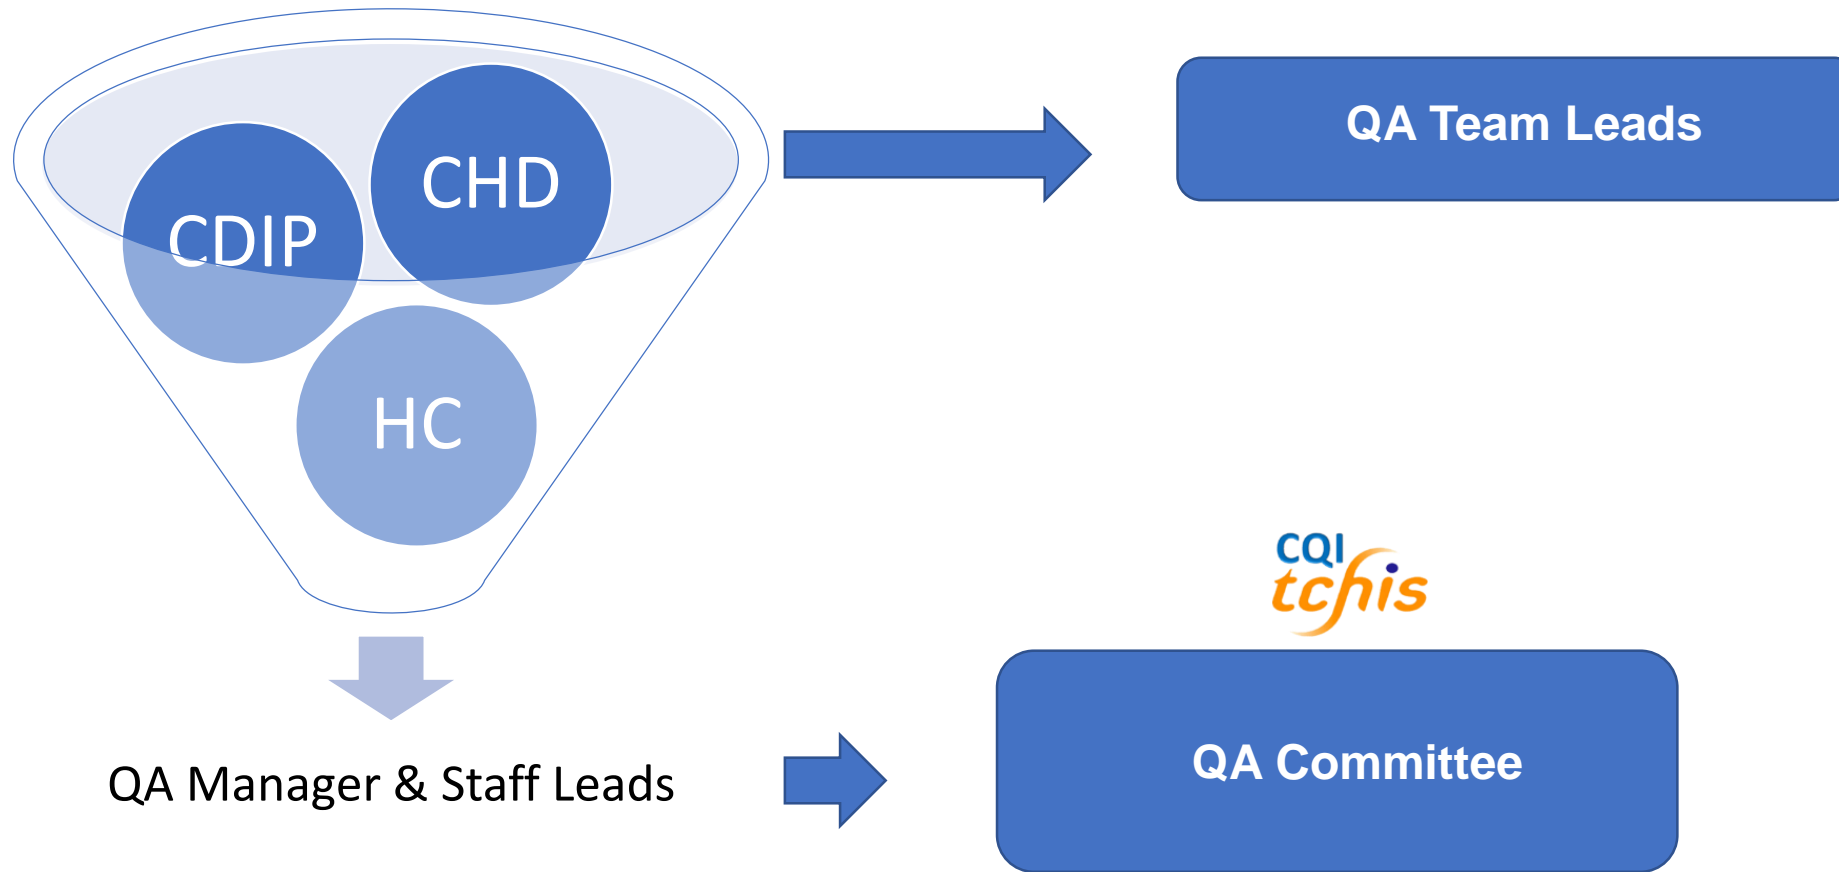 CHD
CDIP
HC
QA Team Leads
CQI
tchis
QA Manager & Staff Leads
QA Committee